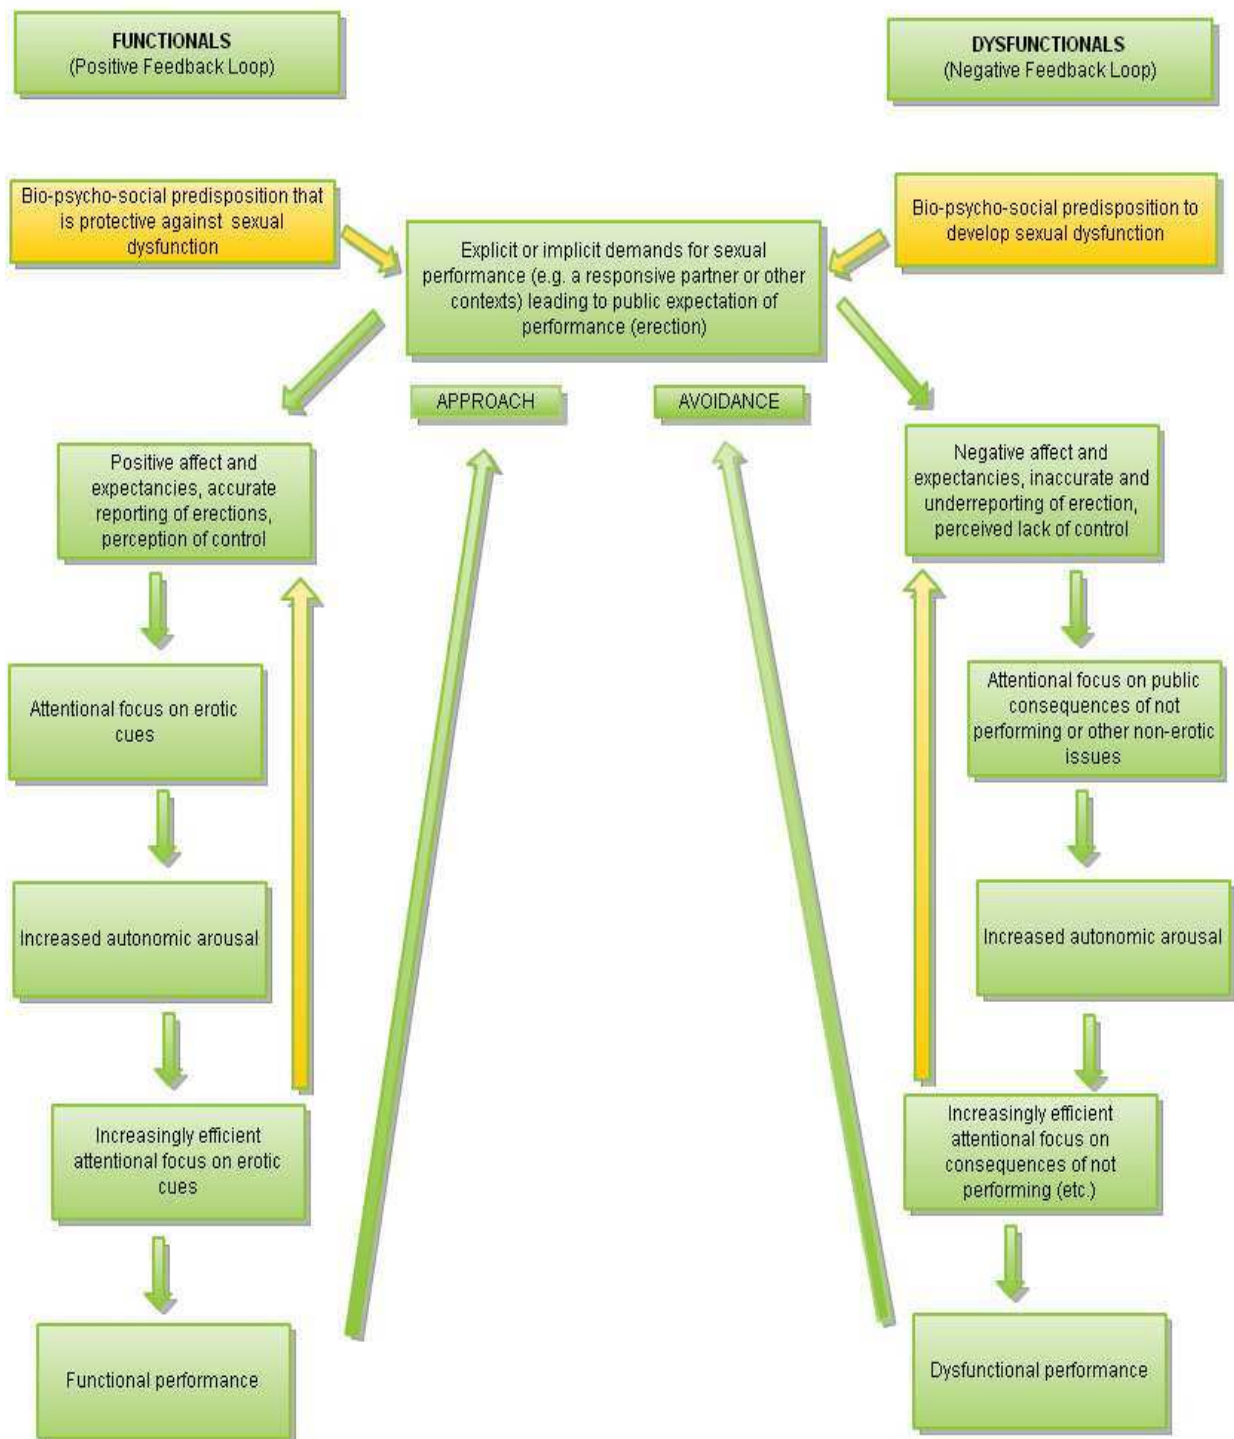 FUNCTIONALS
(Positive Feedback Loop)
DYSFUNCTIONALS
(Negative Feedback Loop)
Bio-psycho-social predisposition that
is protective against sexual
dysfunction
Bio-psycho-social predisposition to
develop sexual dysfunction
Explicit or implicit demands for sexual
performance (e.g. a responsive partner or other
contexts) leading to public expectation of
performance (erection)
APPROACH
AVOIDANCE
Positive affect and
expectancies, accurate
reporting of erections,
perception of control
Negative affect and
expectancies, inaccurate and
underreporting of erection,
perceived lack of control
Attentional focus on erotic
cues
Attentional focus on public
consequences of not
performing or other non-erotic
issues
Increased autonomic arousal
Increased autonomic arousal
Increasingly efficient
attentional focus on erotic
cues
Increasingly efficient
attentional focus on
consequences of not
performing (etc.)
Functional performance
Dysfunctional performance